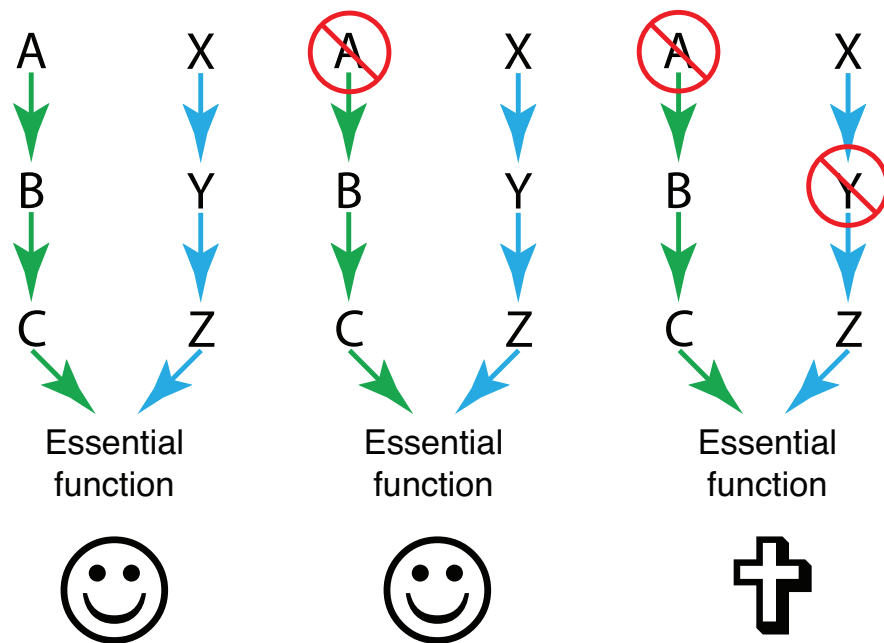 A X A X A X
B Y B Y B Y
C Z C Z C Z
Essential Essential Essential
function function function